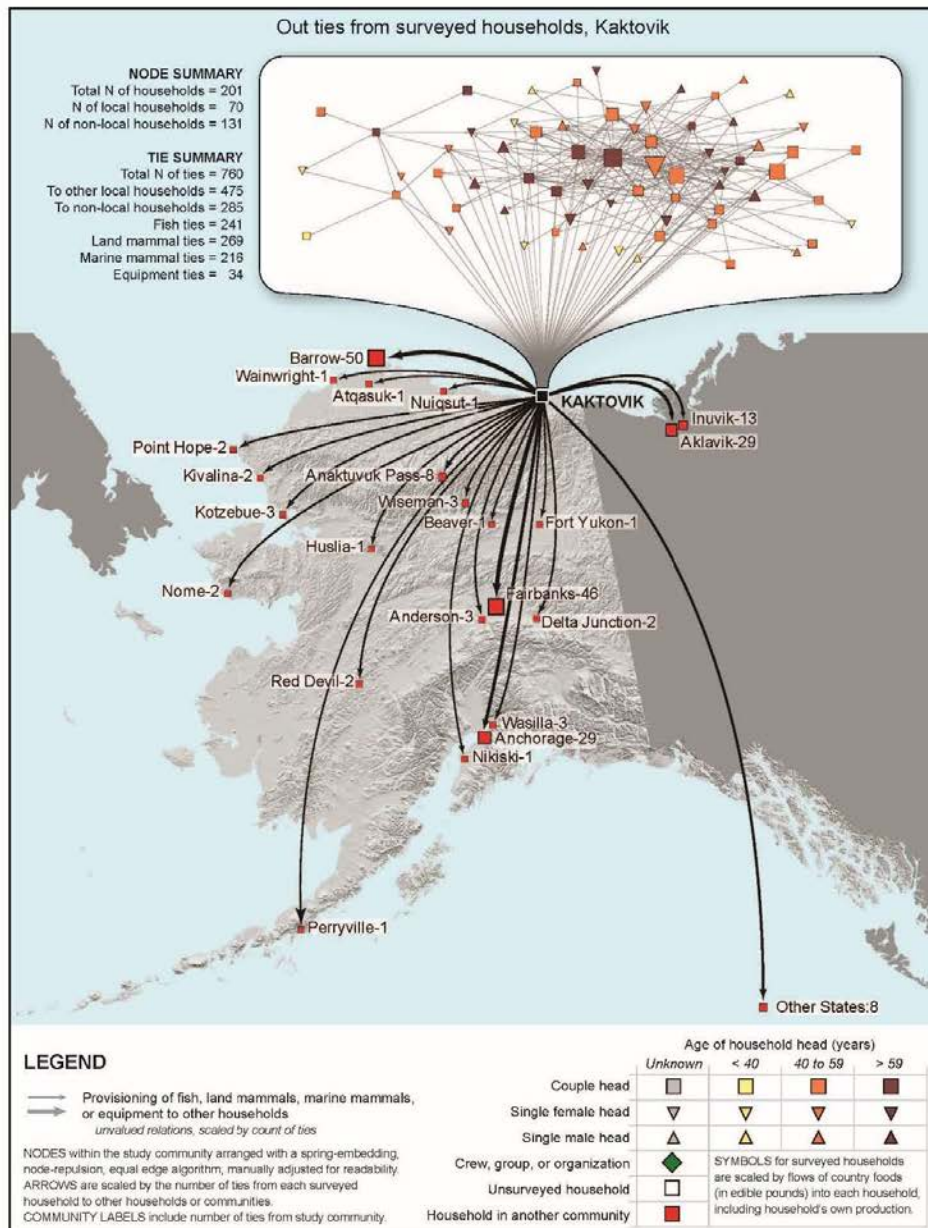 Out ties from surveyed households, Kaktovik
NODE SUMMARY
Total N of households = 201
N of local households = 70
N of non-local households = 131
TIE SUMMARY
Total N of ties = 760
To other local households = 475
To non-local households = 285
Fish ties = 241
Land mammal ties = 269
Marine mammal ties = 216
Equipment ties = 34
Barrow-50
Wainwright-1
Atqasuk-1
Nuiqsut-1
KAKTOVIK
Inuvik-13
Aklavik-29
Point Hope-2
Kivalina-2
Anaktuvuk Pass-8
Wiseman-3
Kotzebue-3
Beaver-1
Fort Yukon-1
Huslia-1
Nome-2
Fairbanks-46
Anderson-3
Delta Junction-2
Red Devil-2
Wasilla-3
Anchorage-29
Nikiski-1
Perryville-1
Other States:8
LEGEND
Provisioning of fish, land mammals, marine mammals,
or equipment to other households
unvalued relations, scaled by count of ties
NODES within the study community arranged with a spring-embedding,
node-repulsion, equal edge algorithm, manually adjusted for readability.
ARROWS are scaled by the number of ties from each surveyed
household to other households or communities.
COMMUNITY LABELS include number of ties from study community.
Age of household head (years)
Unknown < 40 40 to 59 > 59
Couple head
Single female head
Single male head
Crew, group, or organization
Unsurveyed household
Household in another community
SYMBOLS for surveyed households
are scaled by flows of country foods
(in edible pounds) into each household,
including household's own production.